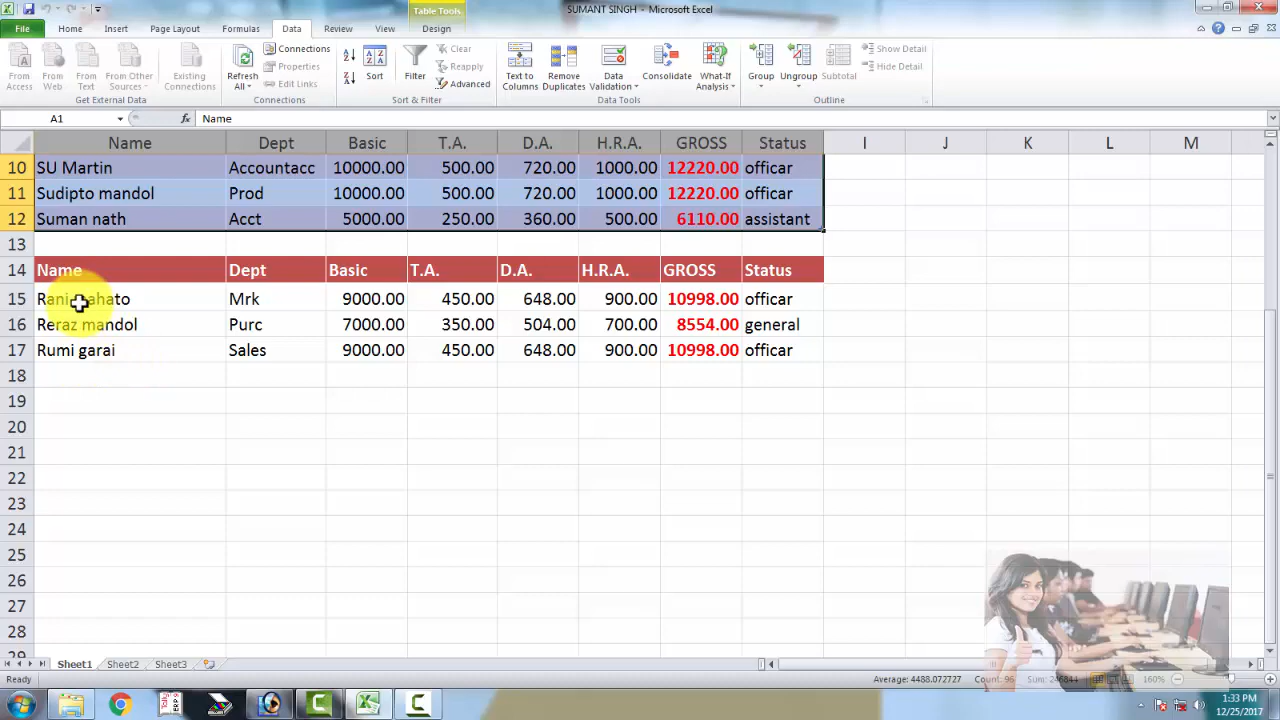 Table Tools
SUMANT SINGH - Microsoft Excel
File Home Insert Page Layout Formulas Data Review View Design
From Access
From Web
From Text
From Other Sources
Existing Connections
Get External Data
Refresh All
Connections
Properties
Edit Links
Connections
Sort
Filter
Clear
Reapply
Advanced
Sort & Filter
Text to Columns
Remove Duplicates
Data Validation
Consolidate
What-If Analysis
Data Tools
Group
Ungroup
Subtotal
Show Detail
Hide Detail
Outline
A1 fx Name
Name Dept Basic T.A. D.A. H.R.A. GROSS Status I J K L M
10 SU Martin Accountacc 10000.00 500.00 720.00 1000.00 12220.00 officar
11 Sudipto mandol Prod 10000.00 500.00 720.00 1000.00 12220.00 officar
12 Suman nath Acct 5000.00 250.00 360.00 500.00 6110.00 assistant
13
14 Name Dept Basic T.A. D.A. H.R.A. GROSS Status
15 Mrk 9000.00 450.00 648.00 900.00 10998.00 officar
16 Reraz mandol Purc 7000.00 350.00 504.00 700.00 8554.00 general
17 Rumi garai Sales 9000.00 450.00 648.00 900.00 10998.00 officar
18
19
20
21
22
23
24
25
26
27
28
29
Sheet1 Sheet2 Sheet3
Ready Average: 4488.072727 Count: 96 Sum: 246844 160%
1:33 PM
12/25/2017